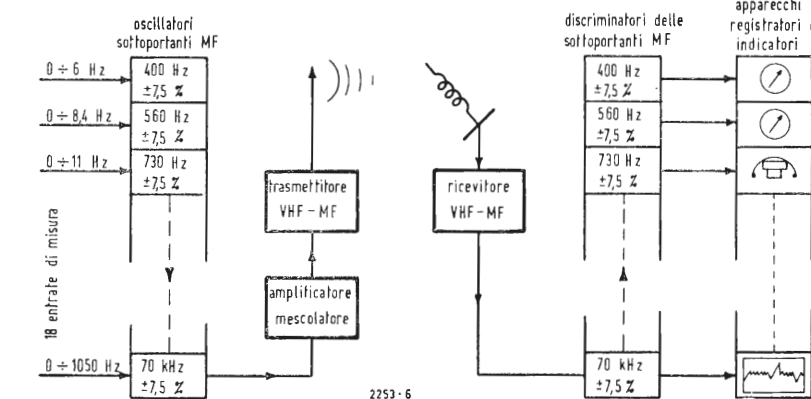 oscillatori
sottoportanti MF
0 ÷ 6 Hz
400 Hz
±7,5 %
0 ÷ 8,4 Hz
560 Hz
±7,5 %
0 ÷ 11 Hz
730 Hz
±7,5 %
18 entrate di misura
0 ÷ 1050 Hz
70 kHz
±7,5 %
trasmettitore
VHF-MF
amplificatore
mescolatore
2253-6
ricevitore
VHF-MF
discriminatori delle
sottoportanti MF
400 Hz
±7,5 %
560 Hz
±7,5 %
730 Hz
±7,5 %
70 kHz
±7,5 %
apparecchi
registratori
indicatori